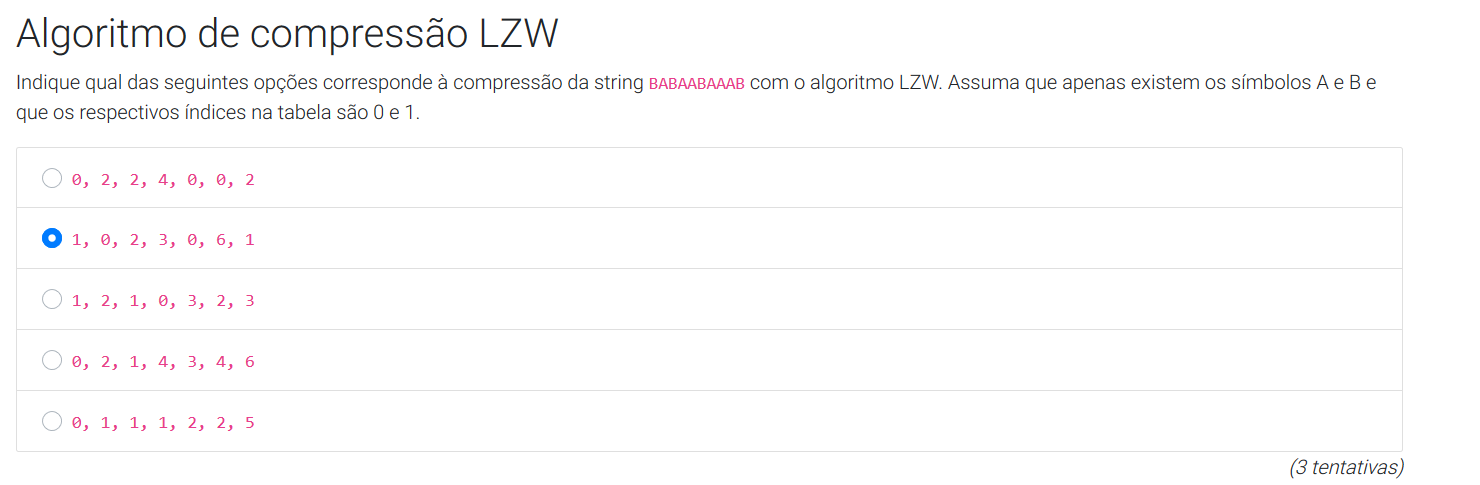 Algoritmo de compressão LZW
Indique qual das seguintes opções corresponde à compressão da string BABAABAAAB com o algoritmo LZW. Assuma que apenas existem os símbolos A e B e
que os respectivos índices na tabela são 0 e 1.
0, 2, 2, 4, 0, 0, 2
1, 0, 2, 3, 0, 6, 1
1, 2, 1, 0, 3, 2, 3
0, 2, 1, 4, 3, 4, 6
0, 1, 1, 1, 2, 2, 5
(3 tentativas)